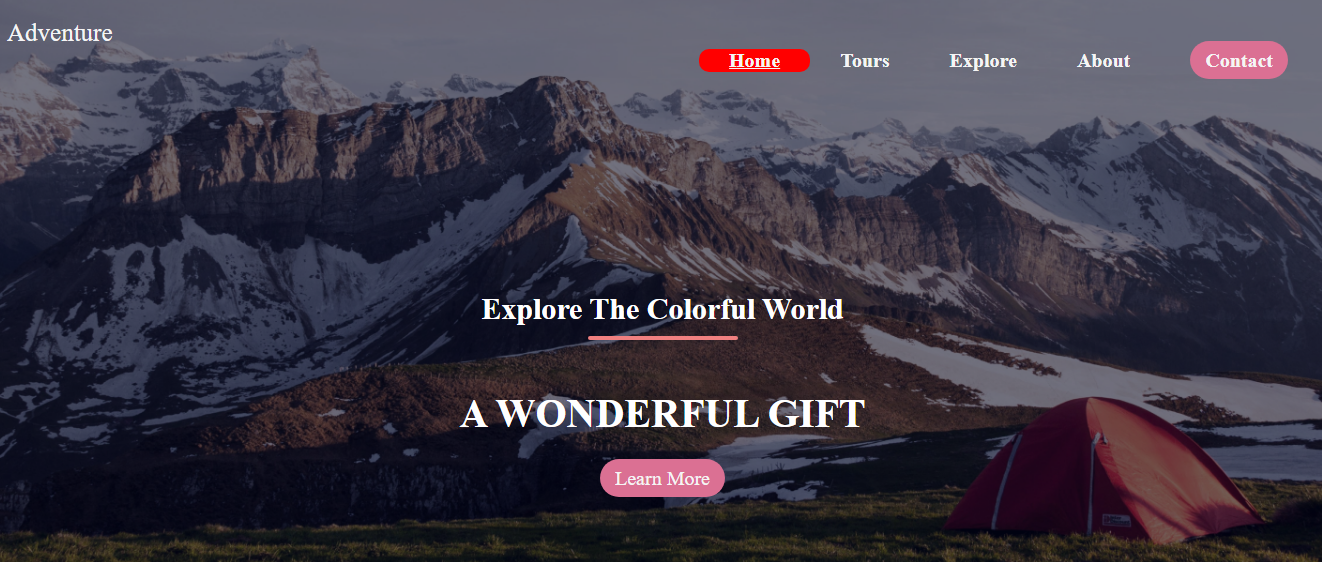 Adventure
Home Tours Explore About Contact
Explore The Colorful World
A WONDERFUL GIFT
Learn More